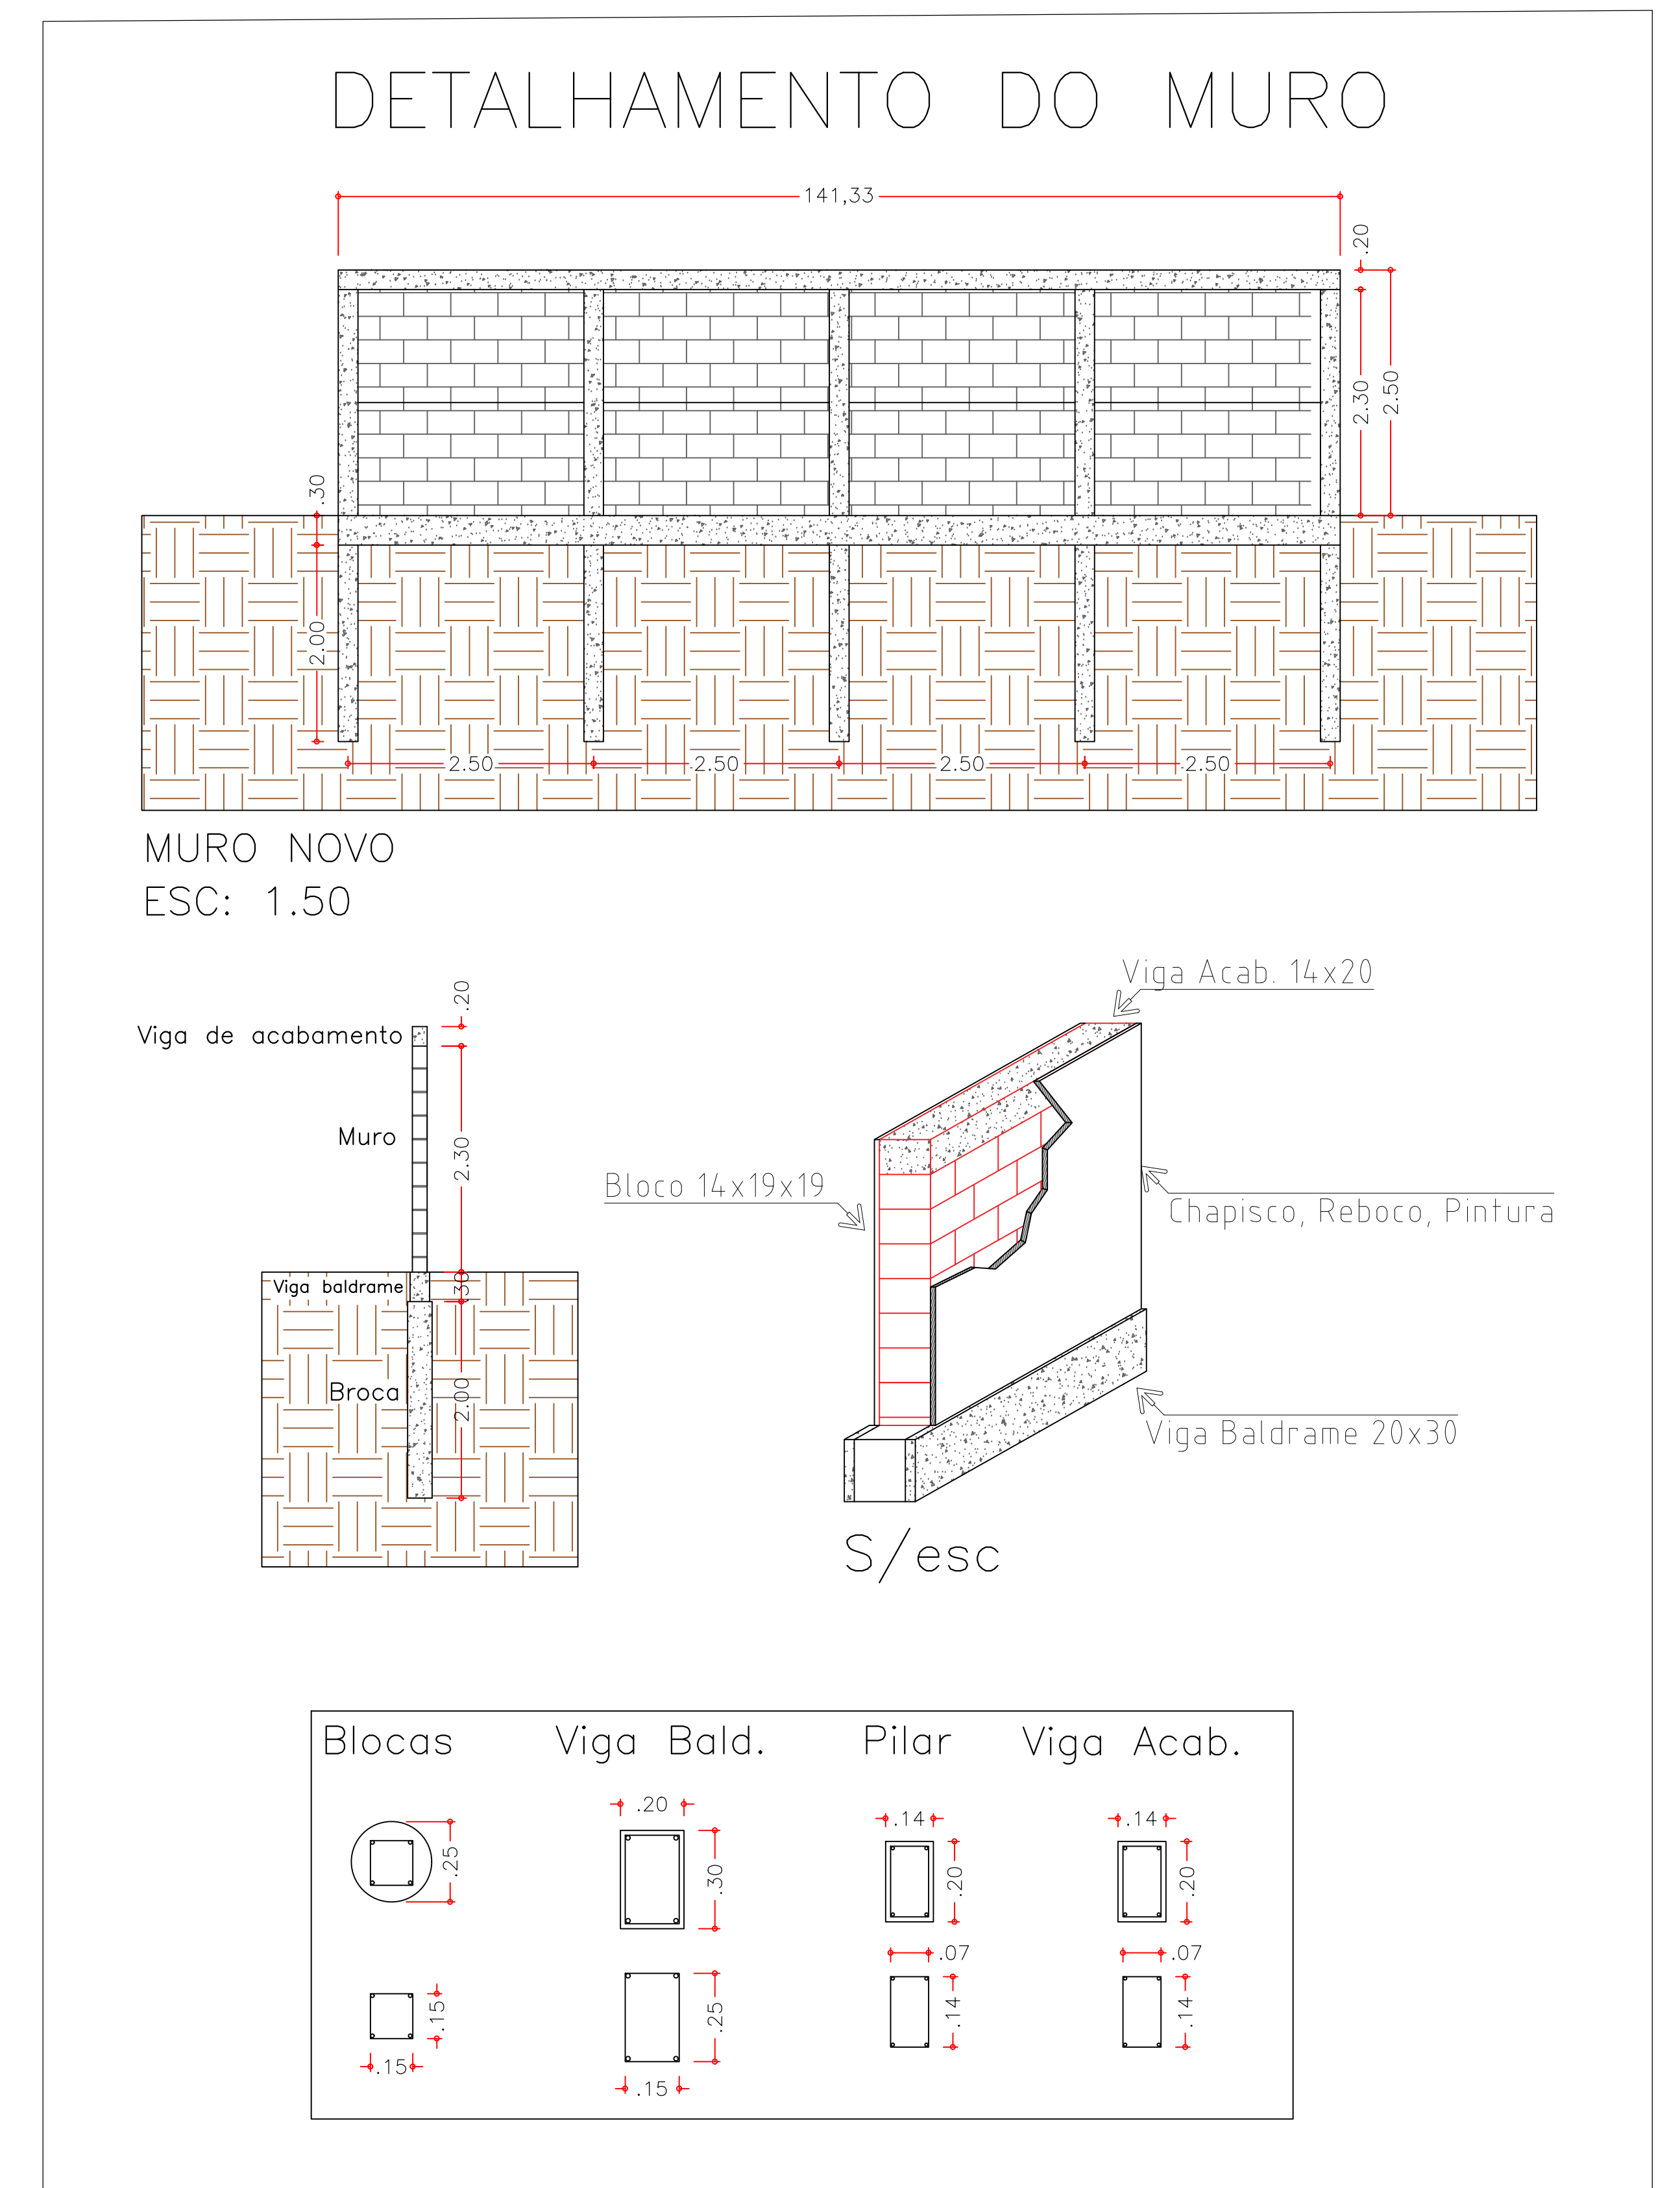 DETALHAMENTO DO MURO
141,33
.20
2.30
2.50
.30
2.00
2.50
2.50
2.50
2.50
MURO NOVO
ESC: 1.50
Viga de acabamento
.20
Muro
2.30
Viga baldrame
.30
Broca
2.00
Viga Acab. 14x20
Bloco 14x19x19
Chapisco, Reboco, Pintura
Viga Baldrame 20x30
S/esc
Blocas
Viga Bald.
Pilar
Viga Acab.
.25
.20
.30
.14
.20
.14
.20
.15
.15
.25
.15
.07
.14
.07
.14